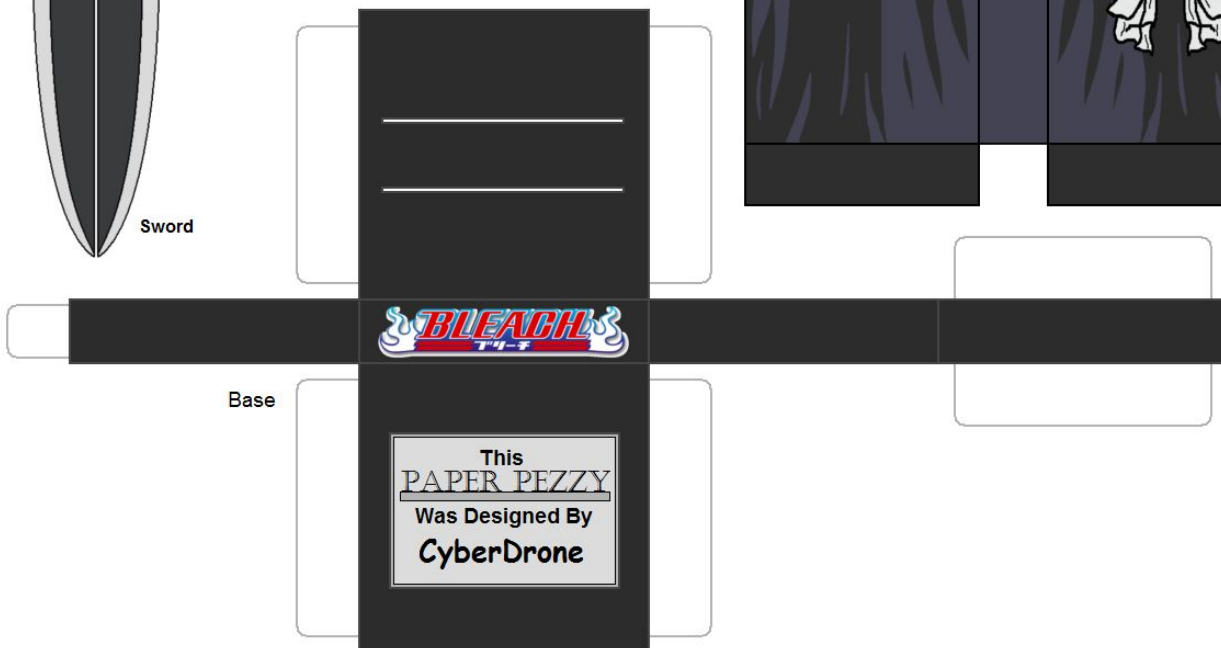 Sword
BLEACH
ブリーチ
Base
This
PAPER PEZZY
Was Designed By
CyberDrone